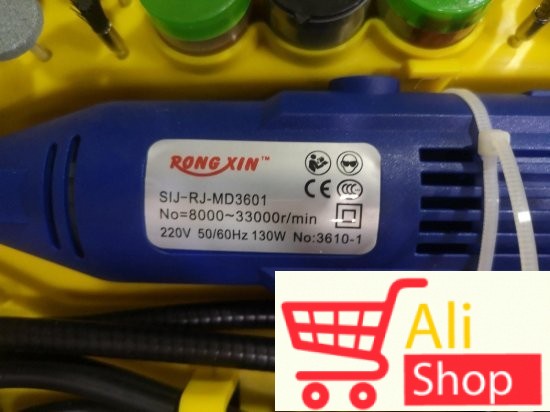 RONG XIN™
SIJ-RJ-MD3601
No=8000~33000r/min
220V 50/60Hz 130W No:3610-1
CE CCC
Ali
Shop